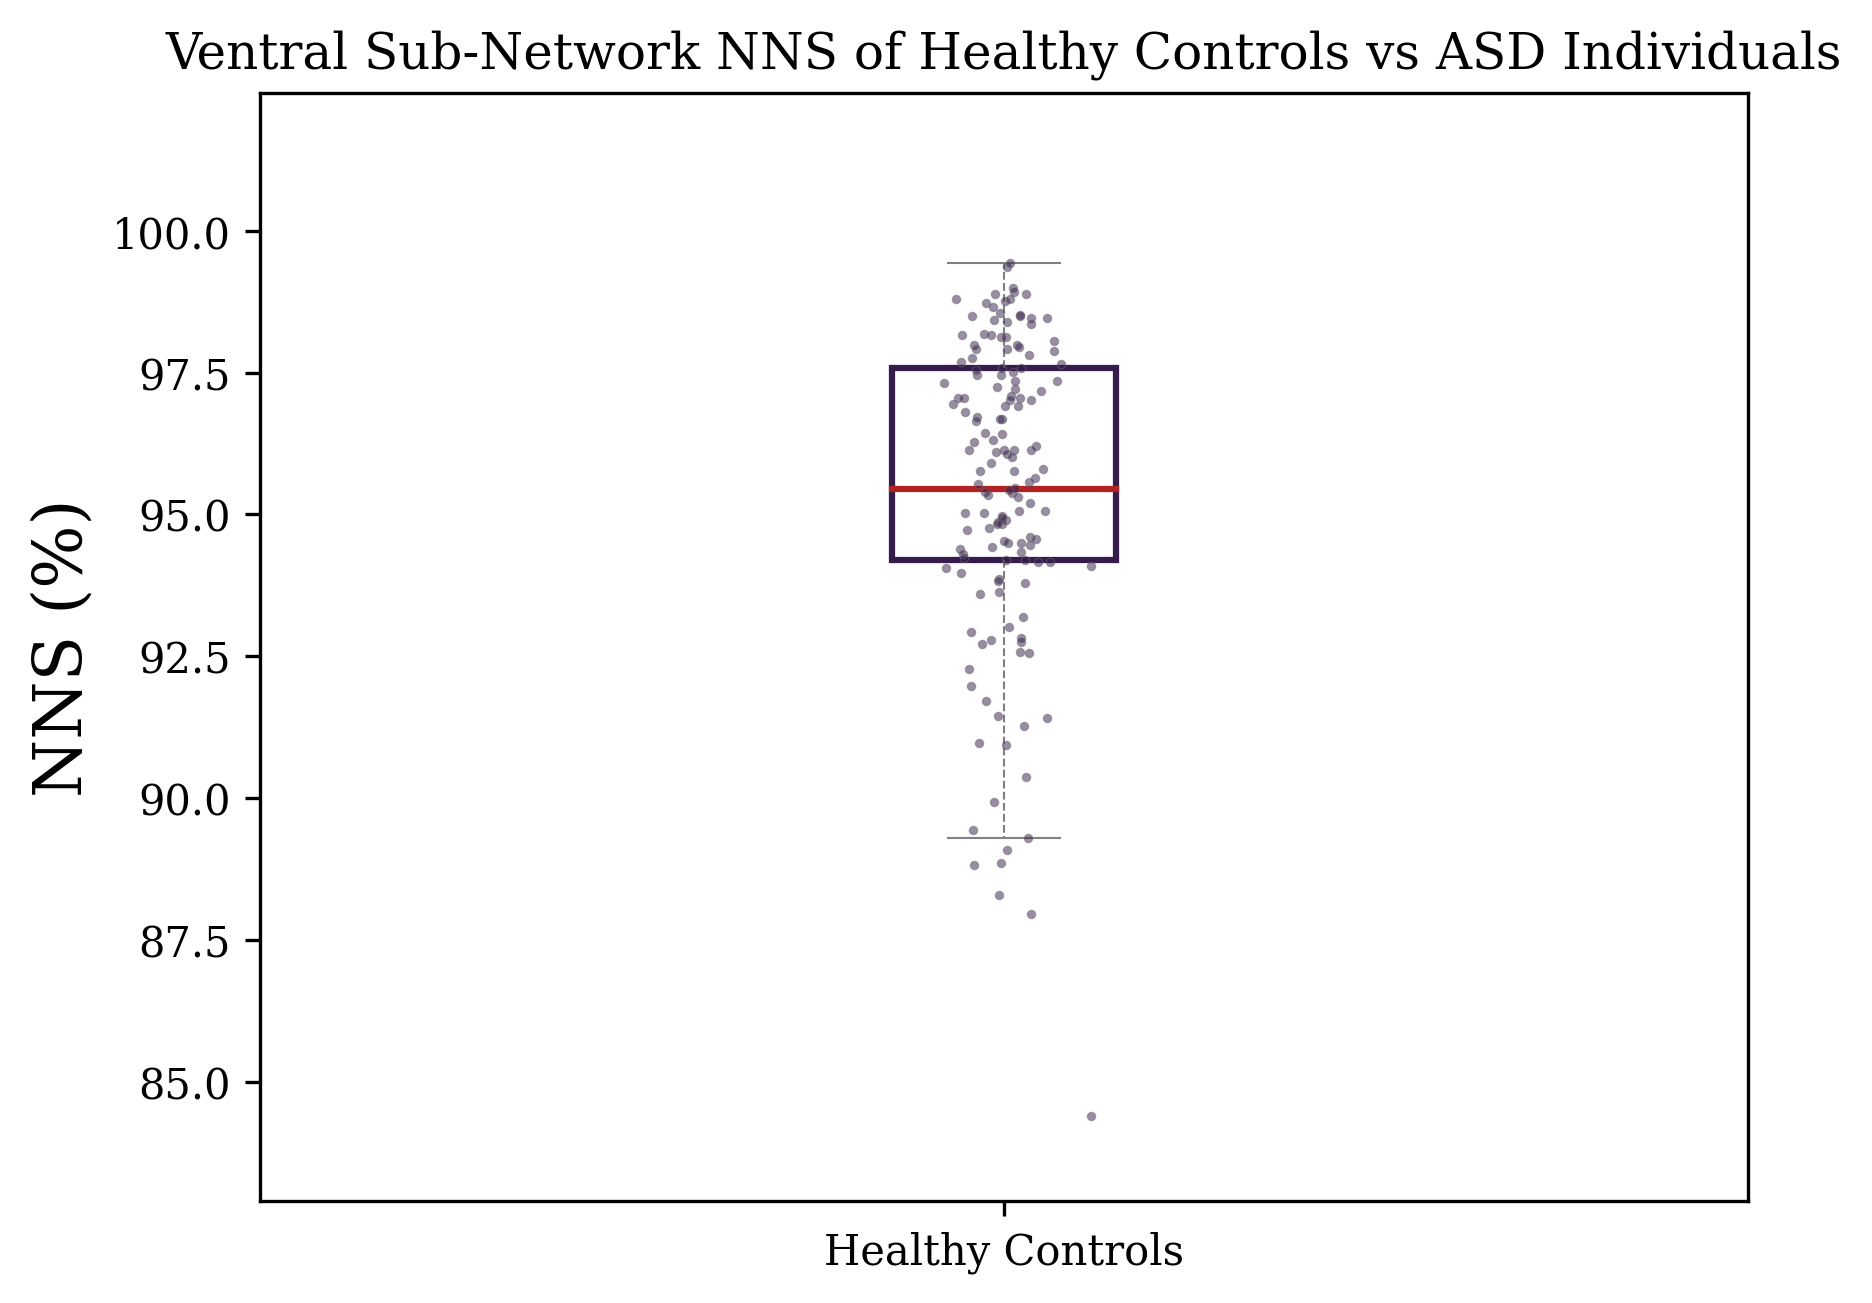 Ventral Sub-Network NNS of Healthy Controls vs ASD Individuals
NNS (%)
100.0
97.5
95.0
92.5
90.0
87.5
85.0
Healthy Controls